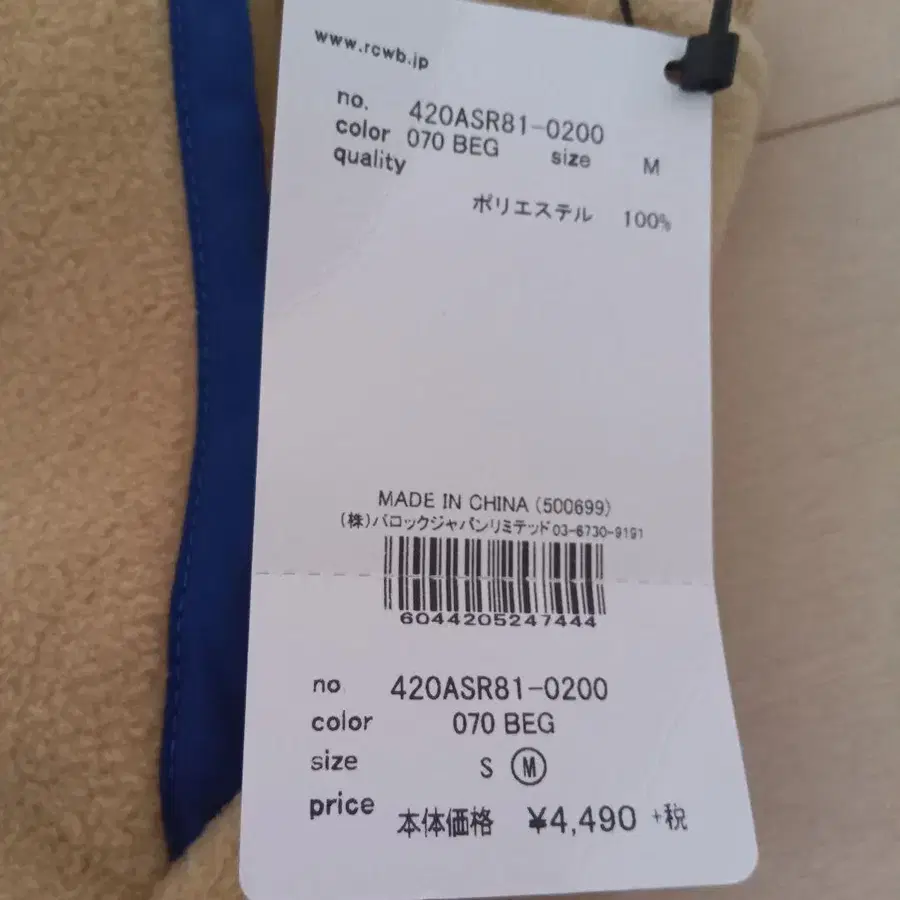 www.rcwb.jp
no. 420ASR81-0200
color 070 BEG size M
quality
ポリエステル 100%
MADE IN CHINA (500699)
(株)バロックジャパンリミテッド03-6730-9191
6044205247444
no. 420ASR81-0200
color 070 BEG
size S M
price 本体価格 ¥4,490 +税